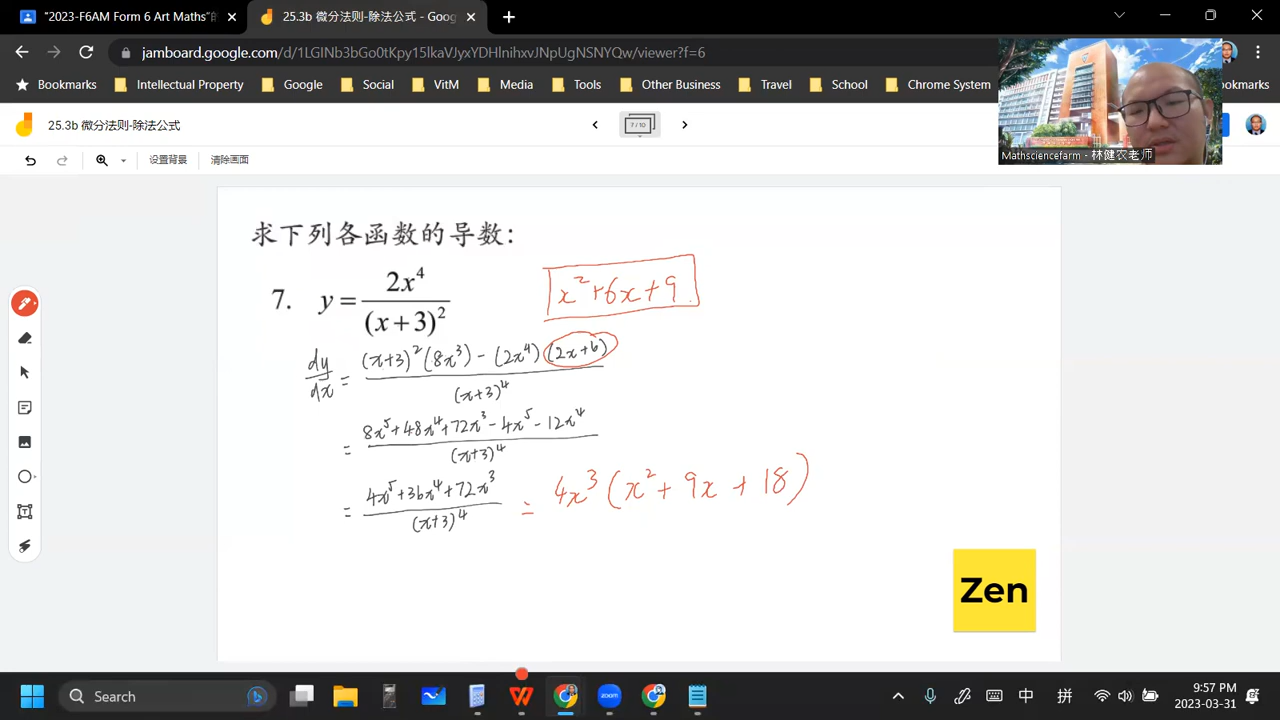 "2023-F6AM Form 6 Art Maths"的
25.3b 微分法则-除法公式 - Goog
jamboard.google.com/d/1LGINb3bGo0tKpy15lkaVJyxYDHlnmvJNpUgNSNYQw/viewer?f=6
Bookmarks Intellectual Property Google Social VitM Media Tools Other Business Travel School Chrome System Bookmarks
25.3b 微分法则-除法公式
7 / 10
设置背景 清除画面
Mathsciencefarm - 林健农老师
求下列各函数的导数:
7. y = 2x⁴ / (x + 3)²
x²+6x+9
dy/dx = ((x+3)²(8x³) - (2x⁴)(2x+6)) / (x+3)⁴
= (8x⁵+48x⁴+72x³-4x⁵-12x⁴) / (x+3)⁴
= (4x⁵+36x⁴+72x³) / (x+3)⁴ = 4x³(x²+9x+18)
Zen
Search
中 拼
9:57 PM
2023-03-31